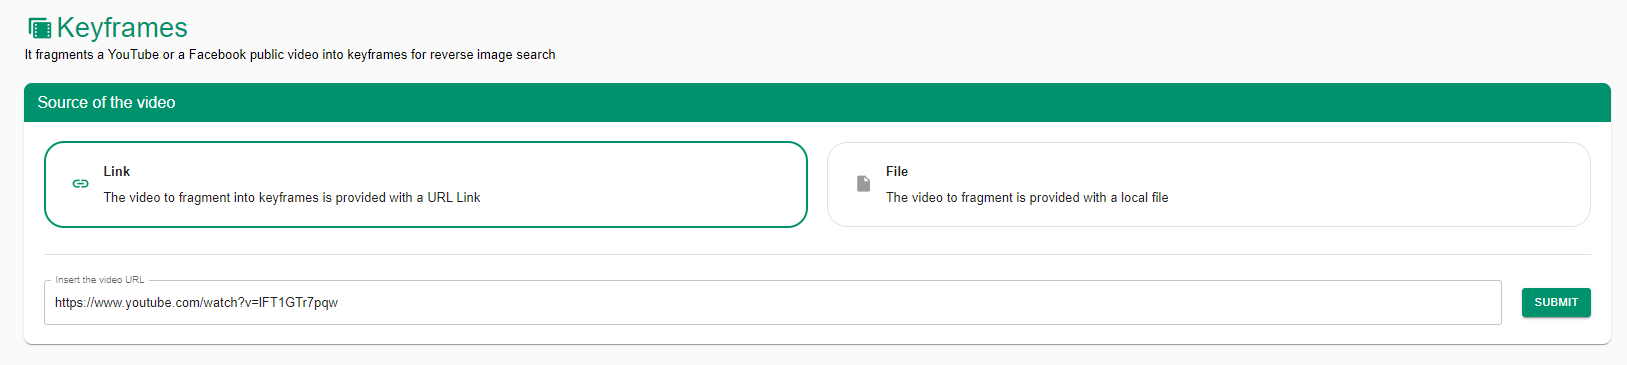 Keyframes
It fragments a YouTube or a Facebook public video into keyframes for reverse image search
Source of the video
Link
The video to fragment into keyframes is provided with a URL Link
File
The video to fragment is provided with a local file
Insert the video URL
https://www.youtube.com/watch?v=lFT1GTr7pqw
SUBMIT